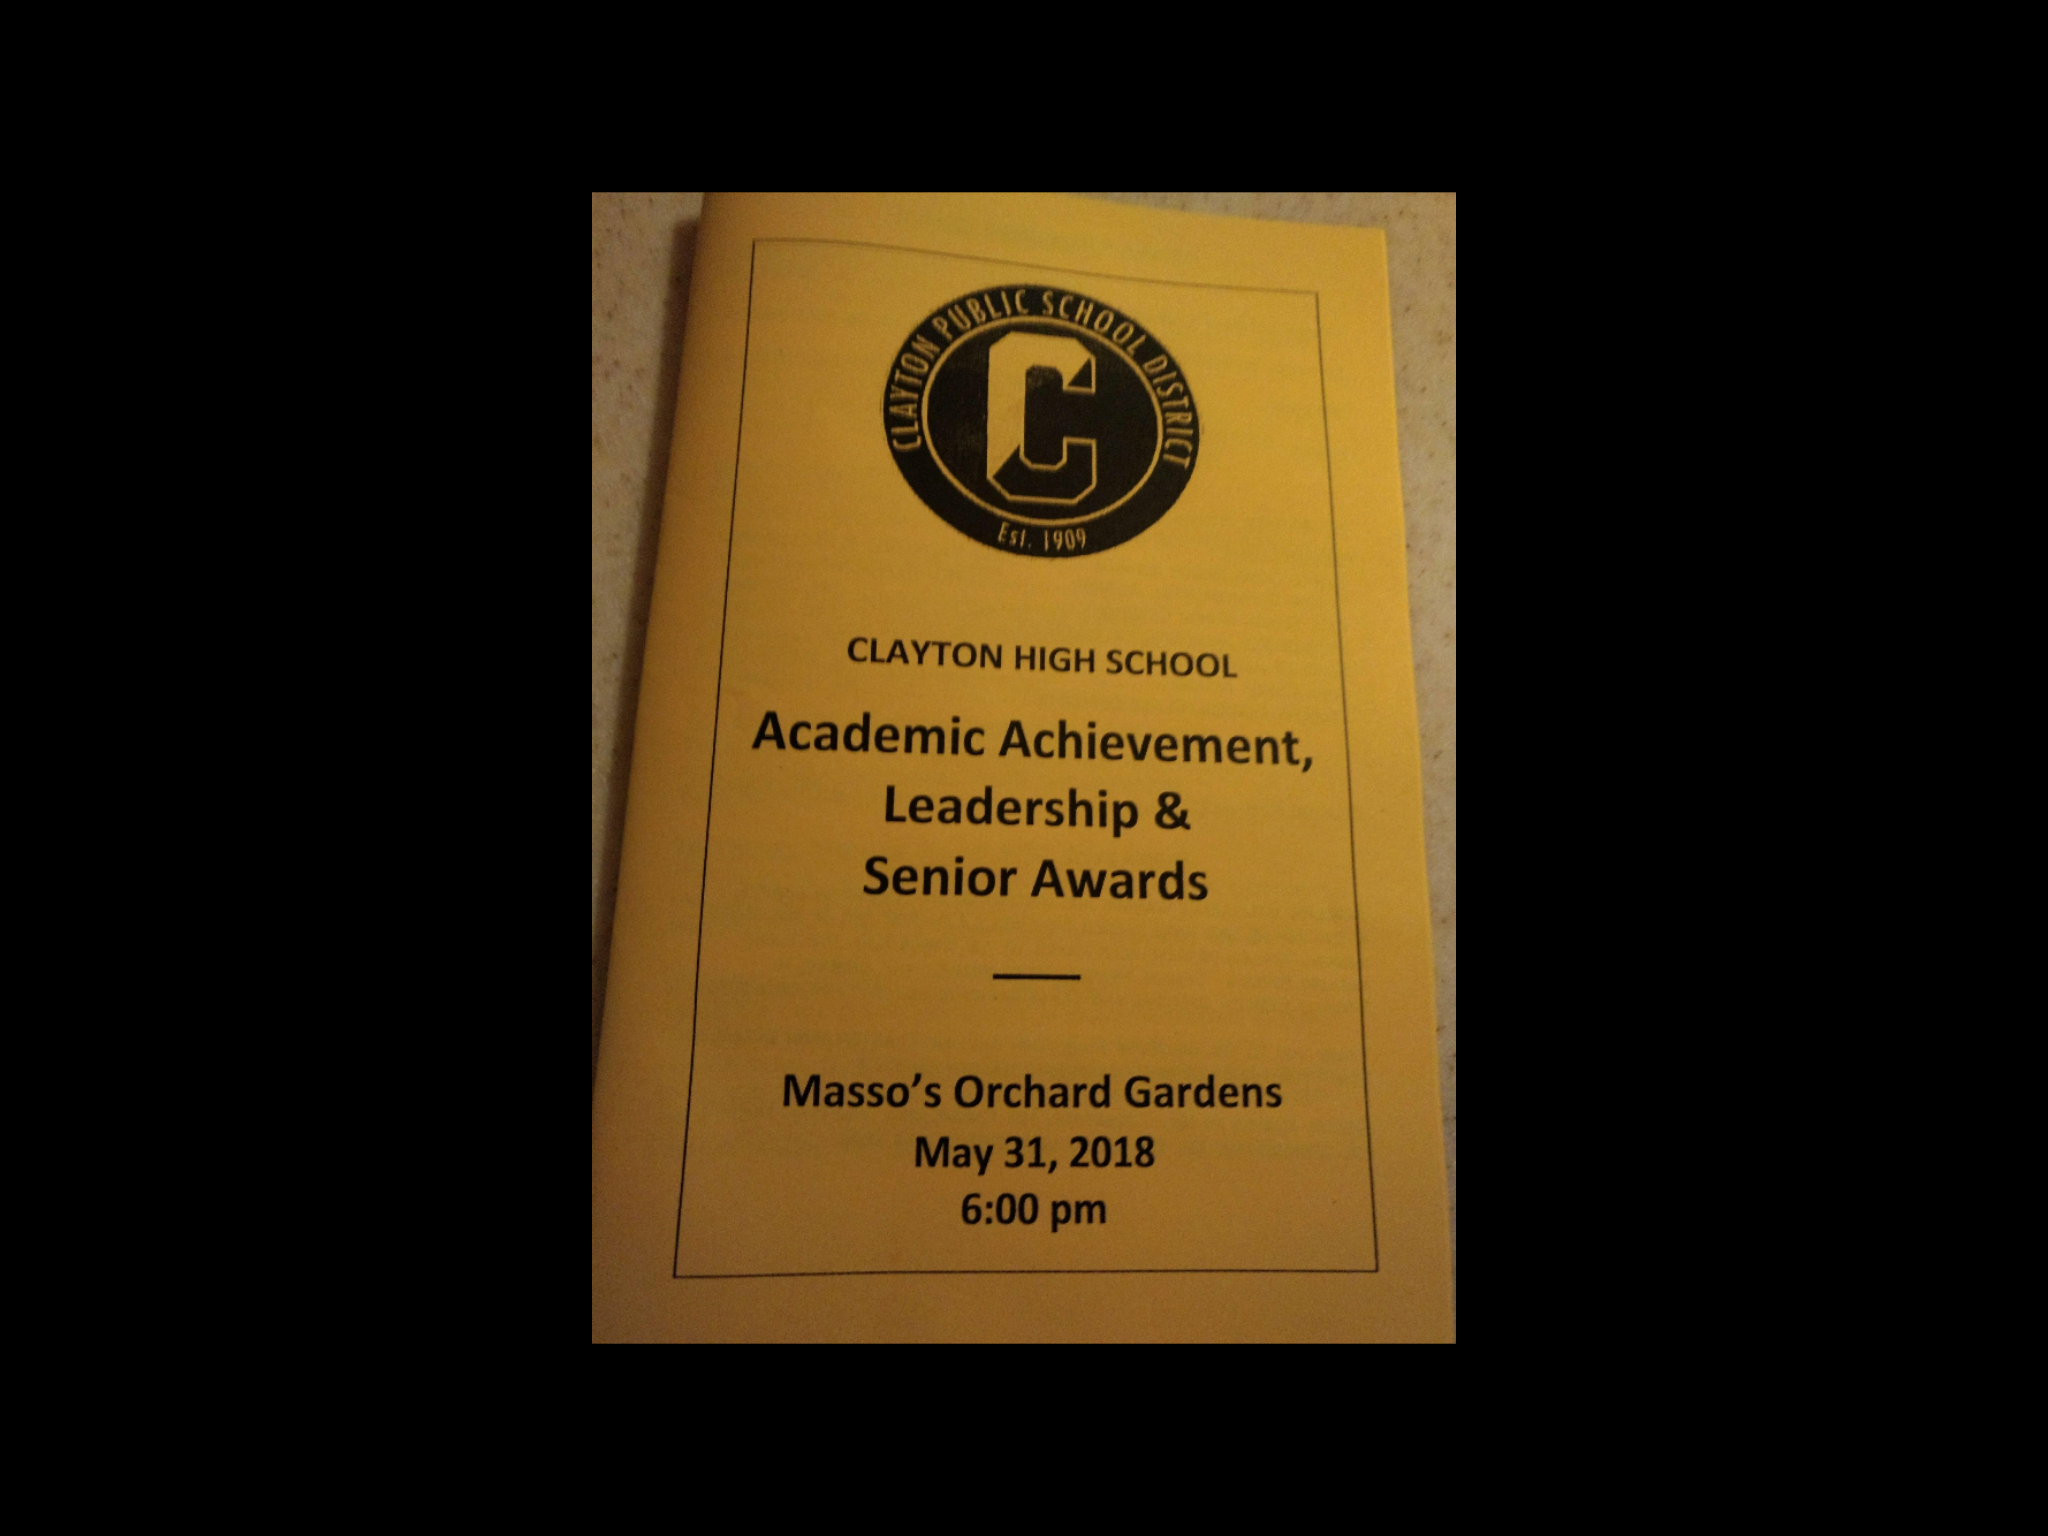 CLAYTON PUBLIC SCHOOL DISTRICT
C
Est. 1909
CLAYTON HIGH SCHOOL
Academic Achievement,
Leadership &
Senior Awards
Masso's Orchard Gardens
May 31, 2018
6:00 pm